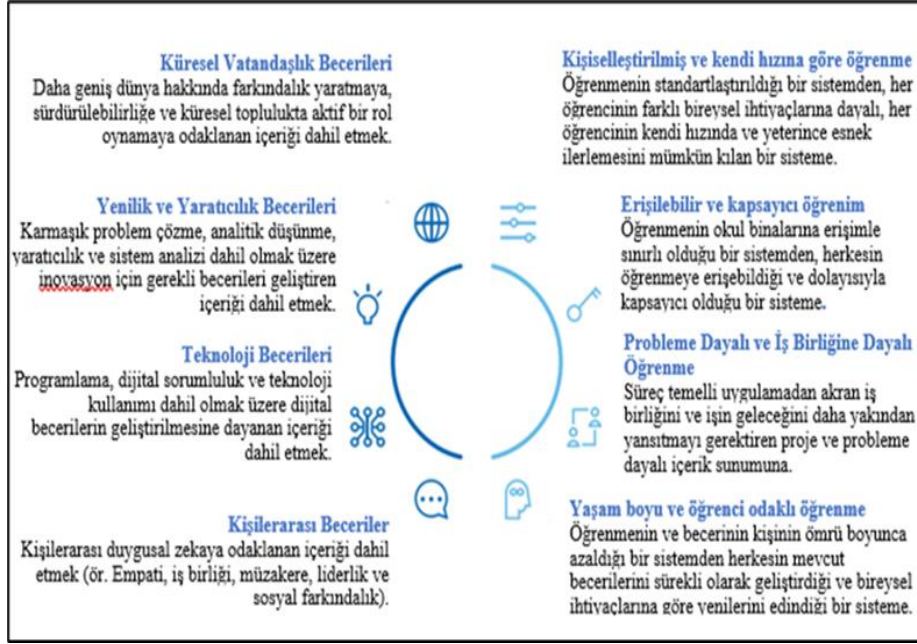 Küresel Vatandaşlık Becerileri
Daha geniş dünya hakkında farkındalık yaratmaya,
sürdürülebilirliğe ve küresel toplulukta aktif bir rol
oynamaya odaklanan içeriği dahil etmek.
Yenilik ve Yaratıcılık Becerileri
Karmaşık problem çözme, analitik düşünme,
yaratıcılık ve sistem analizi dahil olmak üzere
inovasyon için gerekli becerileri geliştiren
içeriği dahil etmek.
Teknoloji Becerileri
Programlama, dijital sorumluluk ve teknoloji
kullanımı dahil olmak üzere dijital
becerilerin geliştirilmesine dayanan içeriği
dahil etmek.
Kişilerarası Beceriler
Kişilerarası duygusal zekaya odaklanan içeriği dahil
etmek (ör. Empati, iş birliği, müzakere, liderlik ve
sosyal farkındalık).
Kişiselleştirilmiş ve kendi hızına göre öğrenme
Öğrenmenin standartlaştırıldığı bir sistemden, her
öğrencinin farklı bireysel ihtiyaçlarına dayalı, her
öğrencinin kendi hızında ve yeterince esnek
ilerlemesini mümkün kılan bir sisteme.
Erişilebilir ve kapsayıcı öğrenim
Öğrenmenin okul binalarına erişimle
sınırlı olduğu bir sistemden, herkesin
öğrenmeye erişebildiği ve dolayısıyla
kapsayıcı olduğu bir sisteme.
Probleme Dayalı ve İş Birliğine Dayalı
Öğrenme
Süreç temelli uygulamadan akran iş
birliğini ve işin geleceğini daha yakından
yansıtmayı gerektiren proje ve probleme
dayalı içerik sunumuna.
Yaşam boyu ve öğrenci odaklı öğrenme
Öğrenmenin ve becerinin kişinin ömrü boyunca
azaldığı bir sistemden herkesin mevcut
becerilerini sürekli olarak geliştirdiği ve bireysel
ihtiyaçlarına göre yenilerini edindiği bir sisteme.